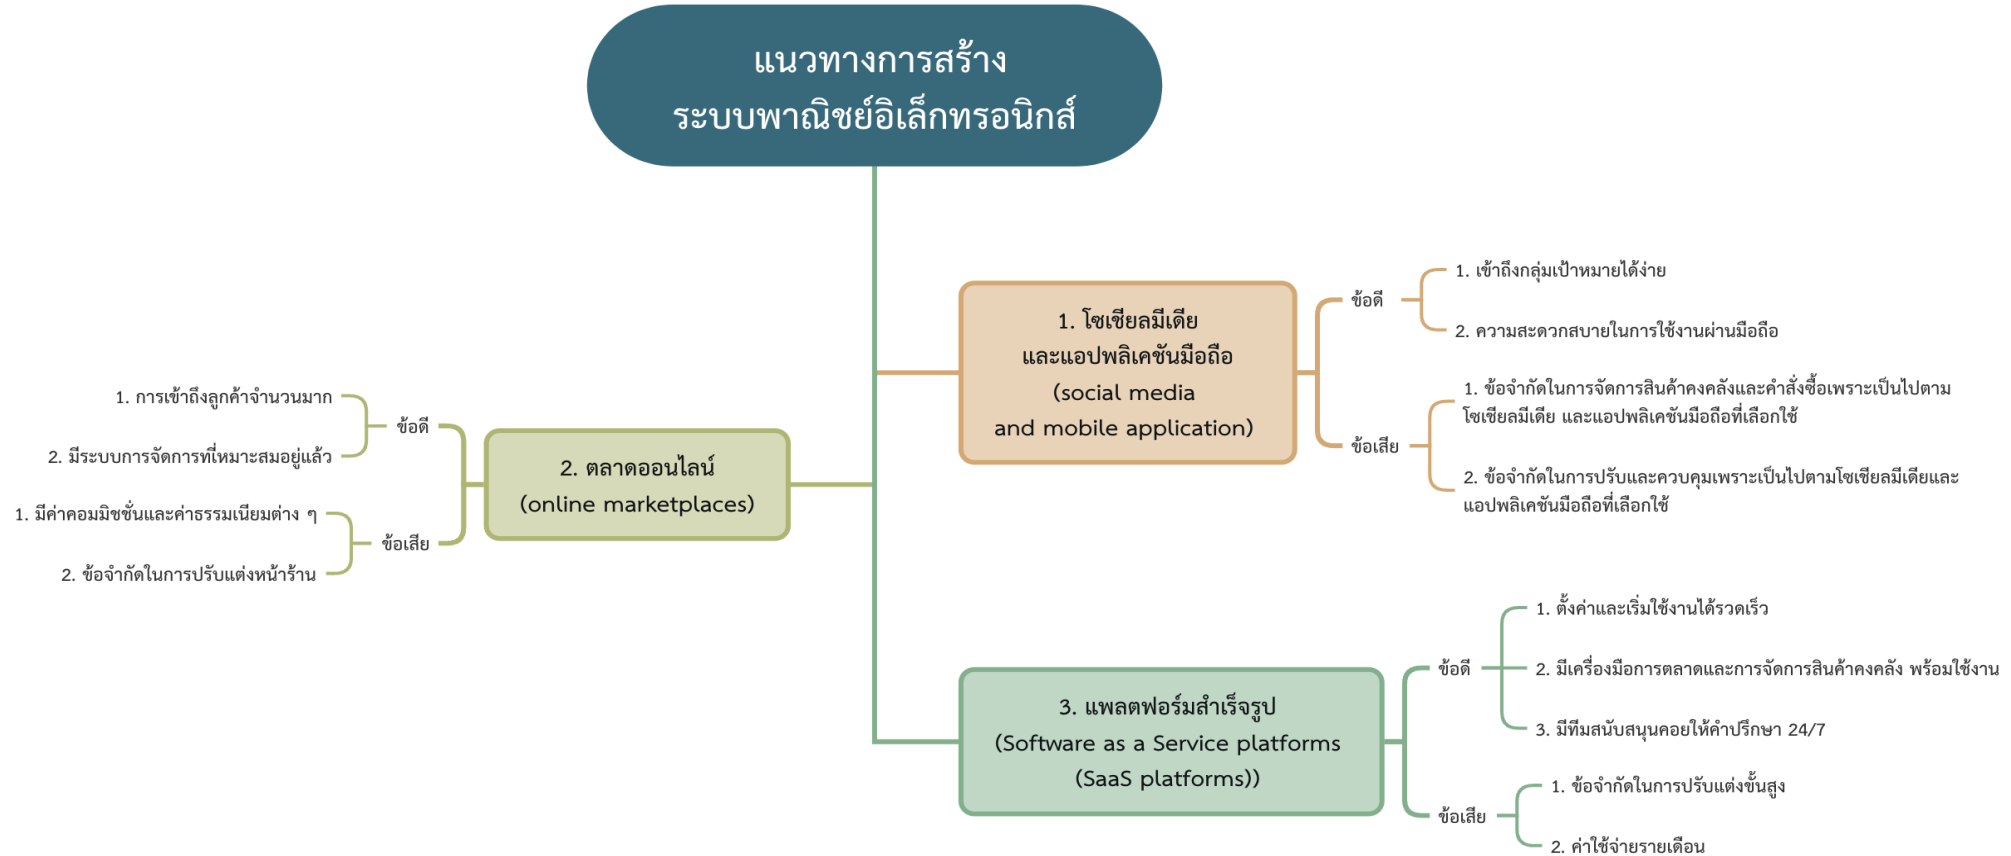 แนวทางการสร้าง
ระบบพาณิชย์อิเล็กทรอนิกส์
1. โซเชียลมีเดีย
และแอปพลิเคชันมือถือ
(social media
and mobile application)
ข้อดี
1. เข้าถึงกลุ่มเป้าหมายได้ง่าย
2. ความสะดวกสบายในการใช้งานผ่านมือถือ
ข้อเสีย
1. ข้อจำกัดในการจัดการสินค้าคงคลังและคำสั่งซื้อเพราะเป็นไปตาม
โซเชียลมีเดีย และแอปพลิเคชันมือถือที่เลือกใช้
2. ข้อจำกัดในการปรับและควบคุมเพราะเป็นไปตามโซเชียลมีเดียและ
แอปพลิเคชันมือถือที่เลือกใช้
2. ตลาดออนไลน์
(online marketplaces)
ข้อดี
1. การเข้าถึงลูกค้าจำนวนมาก
2. มีระบบการจัดการที่เหมาะสมอยู่แล้ว
ข้อเสีย
1. มีค่าคอมมิชชั่นและค่าธรรมเนียมต่าง ๆ
2. ข้อจำกัดในการปรับแต่งหน้าร้าน
3. แพลตฟอร์มสำเร็จรูป
(Software as a Service platforms
(SaaS platforms))
ข้อดี
1. ตั้งค่าและเริ่มใช้งานได้รวดเร็ว
2. มีเครื่องมือการตลาดและการจัดการสินค้าคงคลัง พร้อมใช้งาน
3. มีทีมสนับสนุนคอยให้คำปรึกษา 24/7
ข้อเสีย
1. ข้อจำกัดในการปรับแต่งขั้นสูง
2. ค่าใช้จ่ายรายเดือน